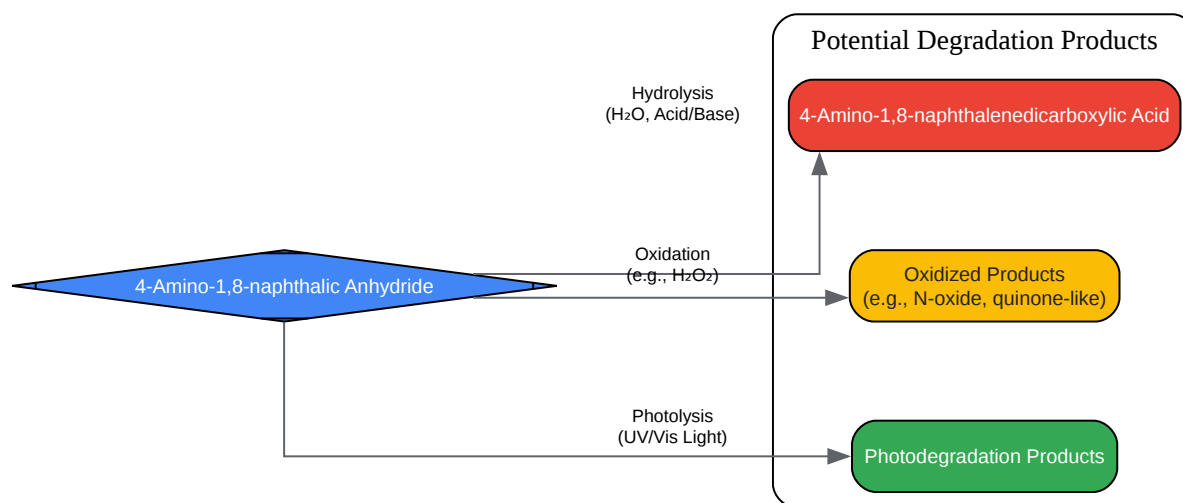 Potential Degradation Products
Hydrolysis
(H₂O, Acid/Base)
4-Amino-1,8-naphthalenedicarboxylic Acid
4-Amino-1,8-naphthalic Anhydride
Oxidation
(e.g., H₂O₂)
Oxidized Products
(e.g., N-oxide, quinone-like)
Photolysis
(UV/Vis Light)
Photodegradation Products